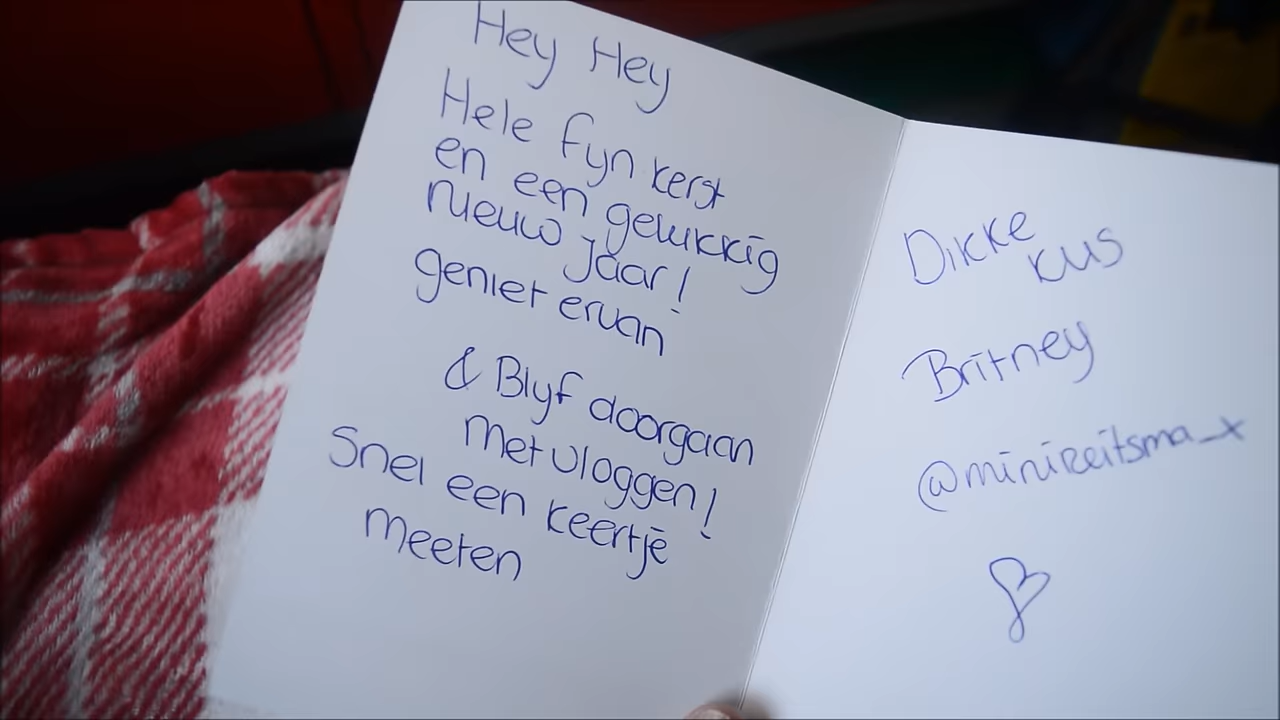 Hey Hey
Hele fyn kerst
en een gelukkig
nieuw jaar!
geniet ervan
& Blyf doorgaan
met vloggen!
Snel een keertje
meeten
Dikke
kus
Britney
@minireitsma_x